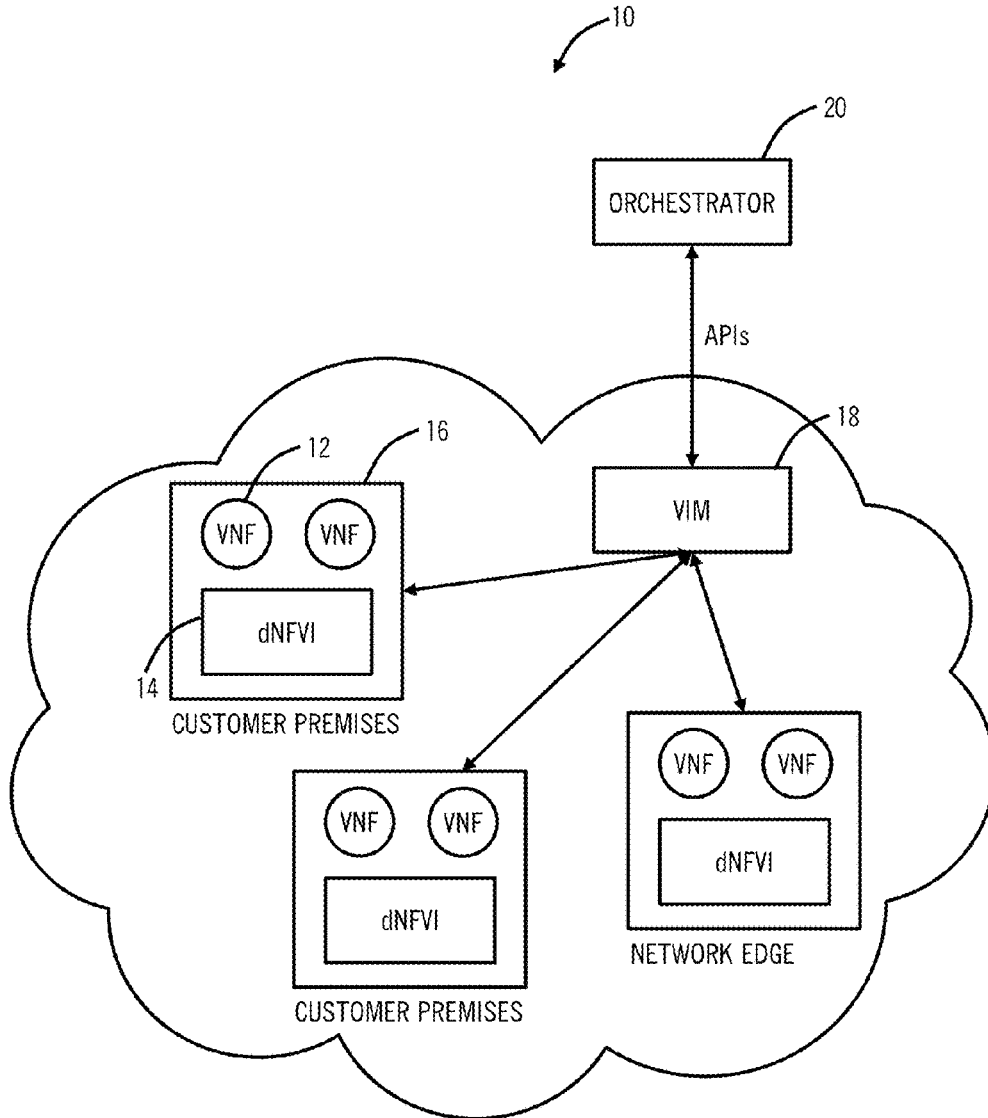 10
20
ORCHESTRATOR
APIs
18
VIM
12
16
VNF VNF
dNFVI
14
CUSTOMER PREMISES
VNF VNF
dNFVI
CUSTOMER PREMISES
VNF VNF
dNFVI
NETWORK EDGE